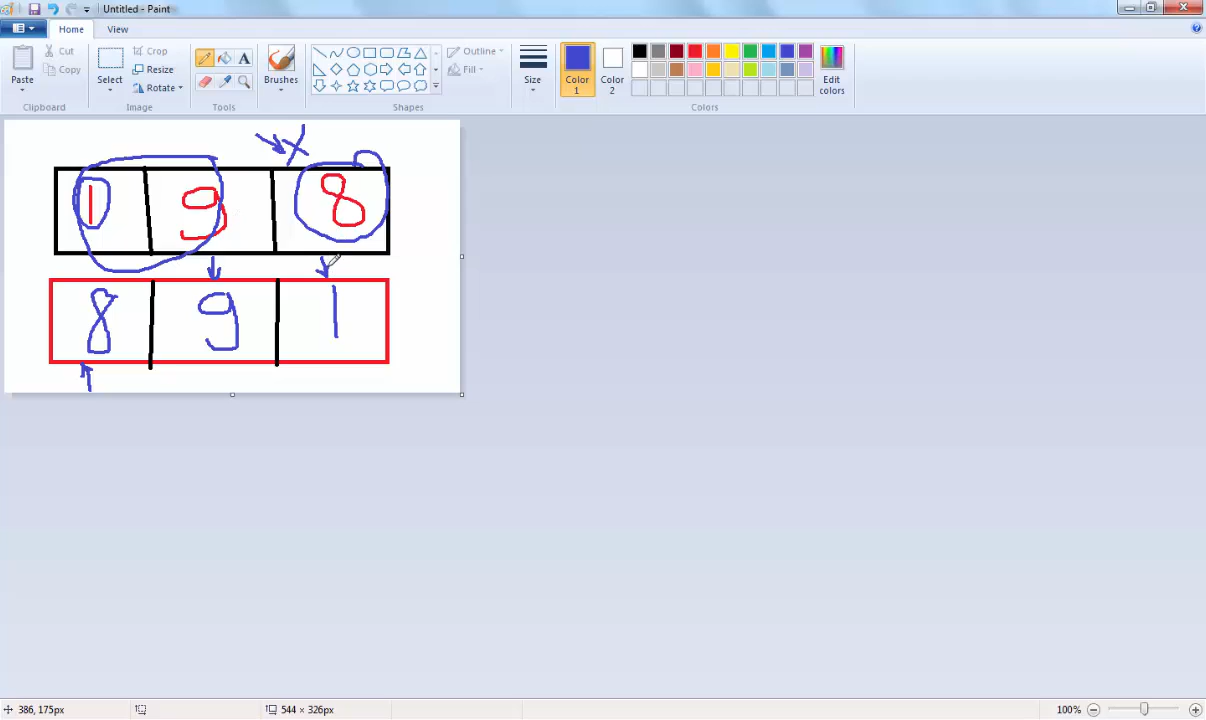 Untitled - Paint
Home View
Paste
Cut
Copy
Clipboard
Select
Crop
Resize
Rotate
Image
A
Tools
Brushes
Shapes
Outline
Fill
Size
Color 1
Color 2
Edit colors
Colors
X
1 9 8
8 9 1
386, 175px
544 × 326px
100%